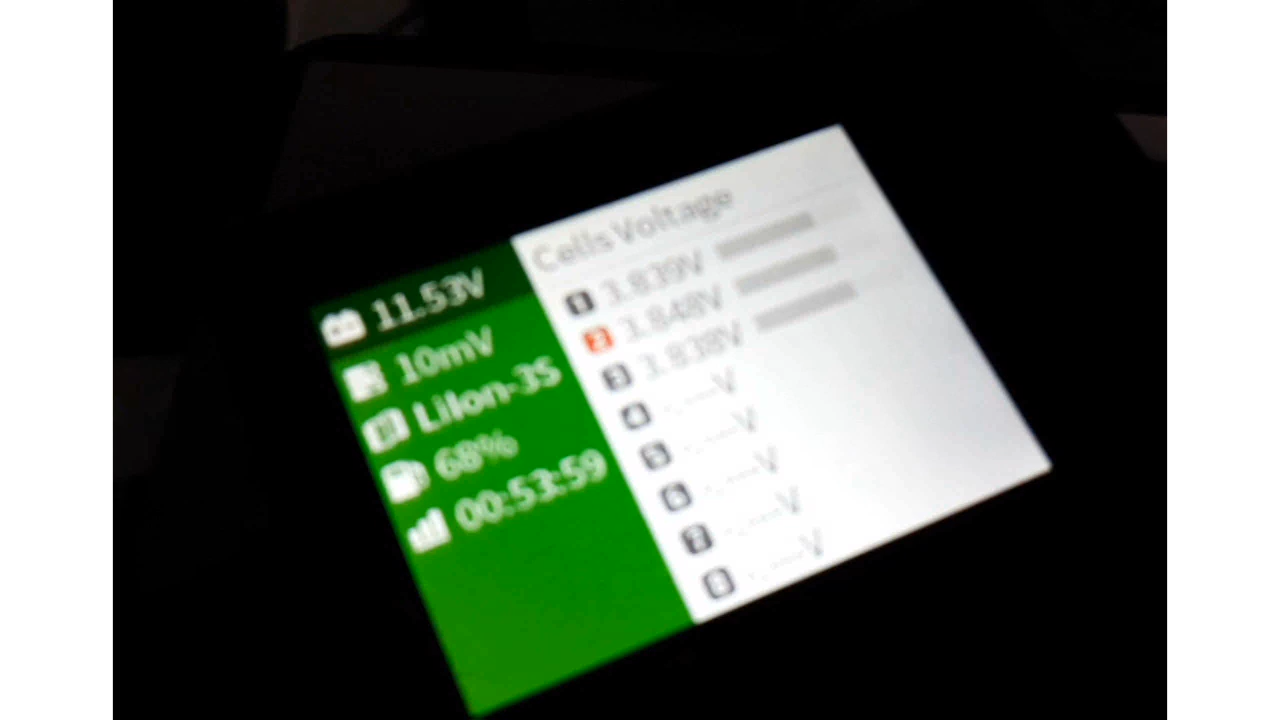 11.53V
10mV
LiIon-3S
68%
00:53:59
Cells Voltage
1 3.839V
2 3.848V
3 3.838V
4 -.---V
5 -.---V
6 -.---V
7 -.---V
8 -.---V